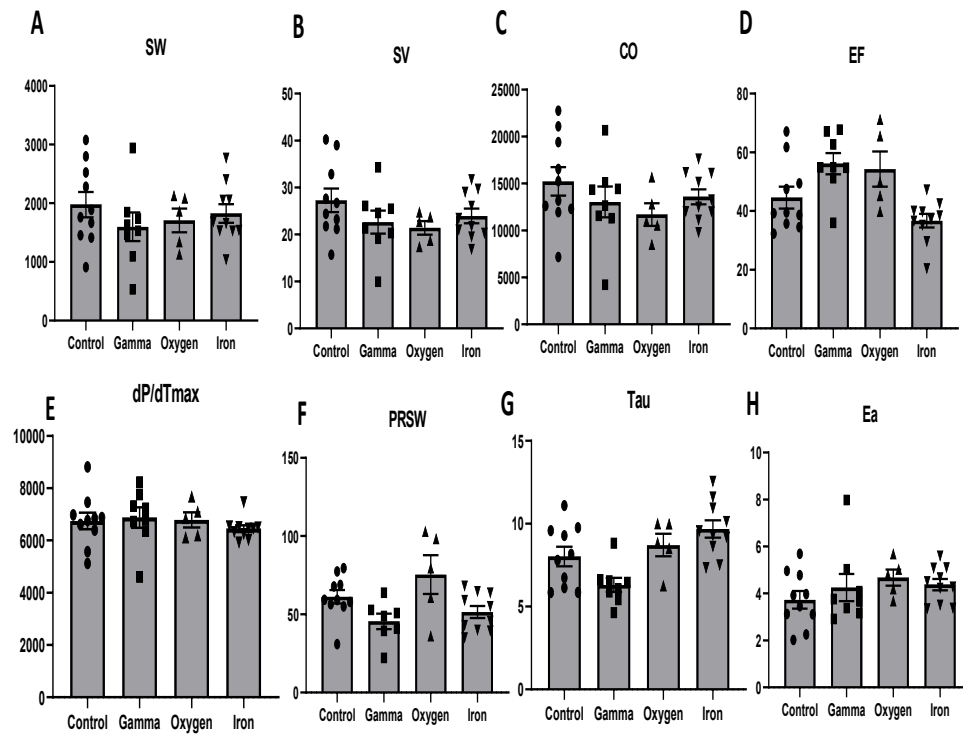 A
SW
4000
3000
2000
1000
0
Control Gamma Oxygen Iron
B
SV
50
40
30
20
10
0
Control Gamma Oxygen Iron
C
CO
25000
20000
15000
10000
5000
0
Control Gamma Oxygen Iron
D
EF
80
60
40
20
0
Control Gamma Oxygen Iron
E
dP/dTmax
10000
8000
6000
4000
2000
0
Control Gamma Oxygen Iron
F
PRSW
150
100
50
0
Control Gamma Oxygen Iron
G
Tau
15
10
5
0
Control Gamma Oxygen Iron
H
Ea
10
8
6
4
2
0
Control Gamma Oxygen Iron